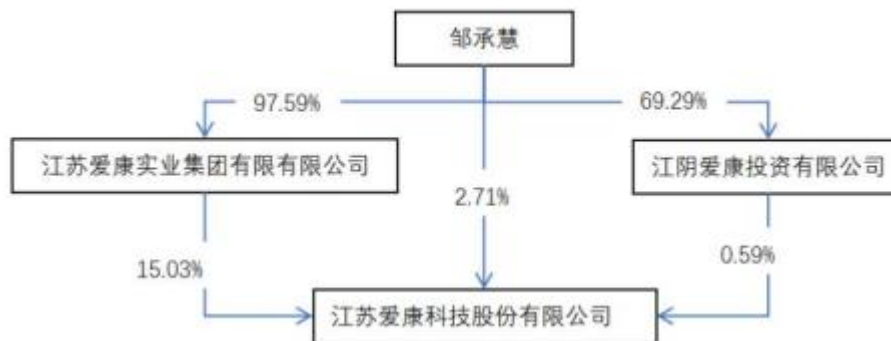 邹承慧
97.59%
69.29%
江苏爱康实业集团有限有限公司
江阴爱康投资有限公司
2.71%
15.03%
0.59%
江苏爱康科技股份有限公司